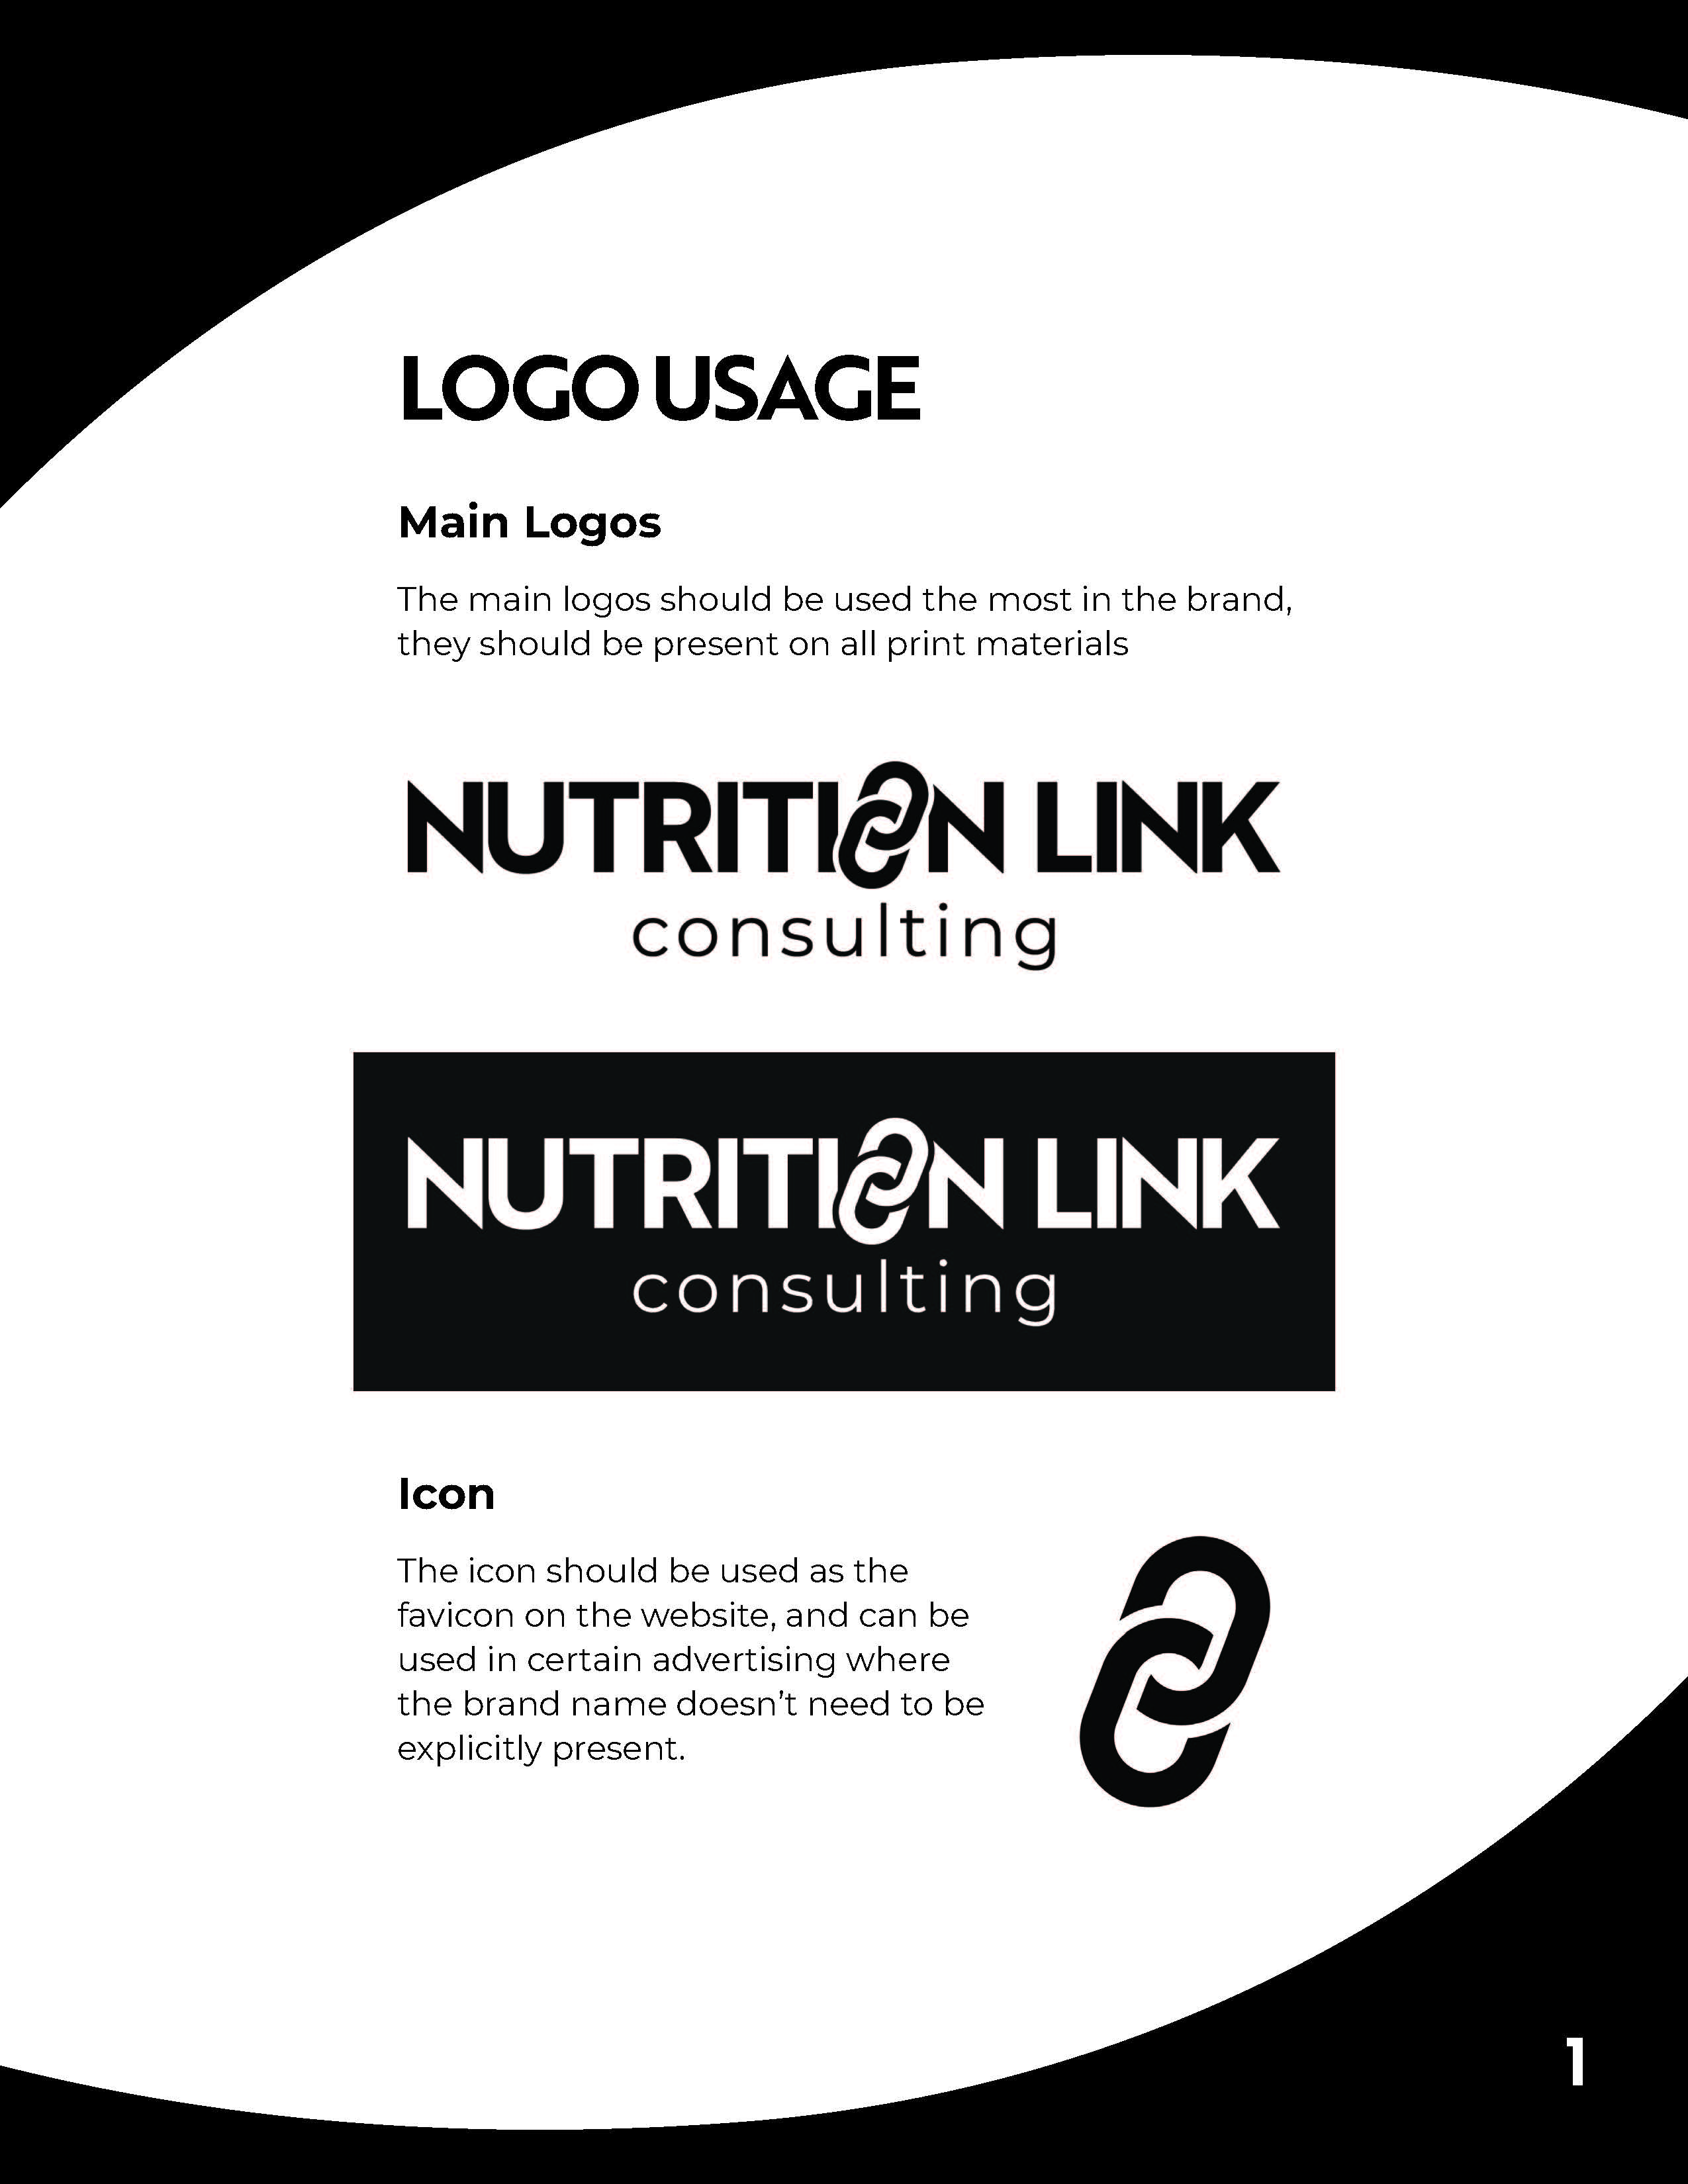 LOGO USAGE
Main Logos
The main logos should be used the most in the brand,
they should be present on all print materials
NUTRITION LINK
consulting
NUTRITION LINK
consulting
Icon
The icon should be used as the
favicon on the website, and can be
used in certain advertising where
the brand name doesn’t need to be
explicitly present.
1